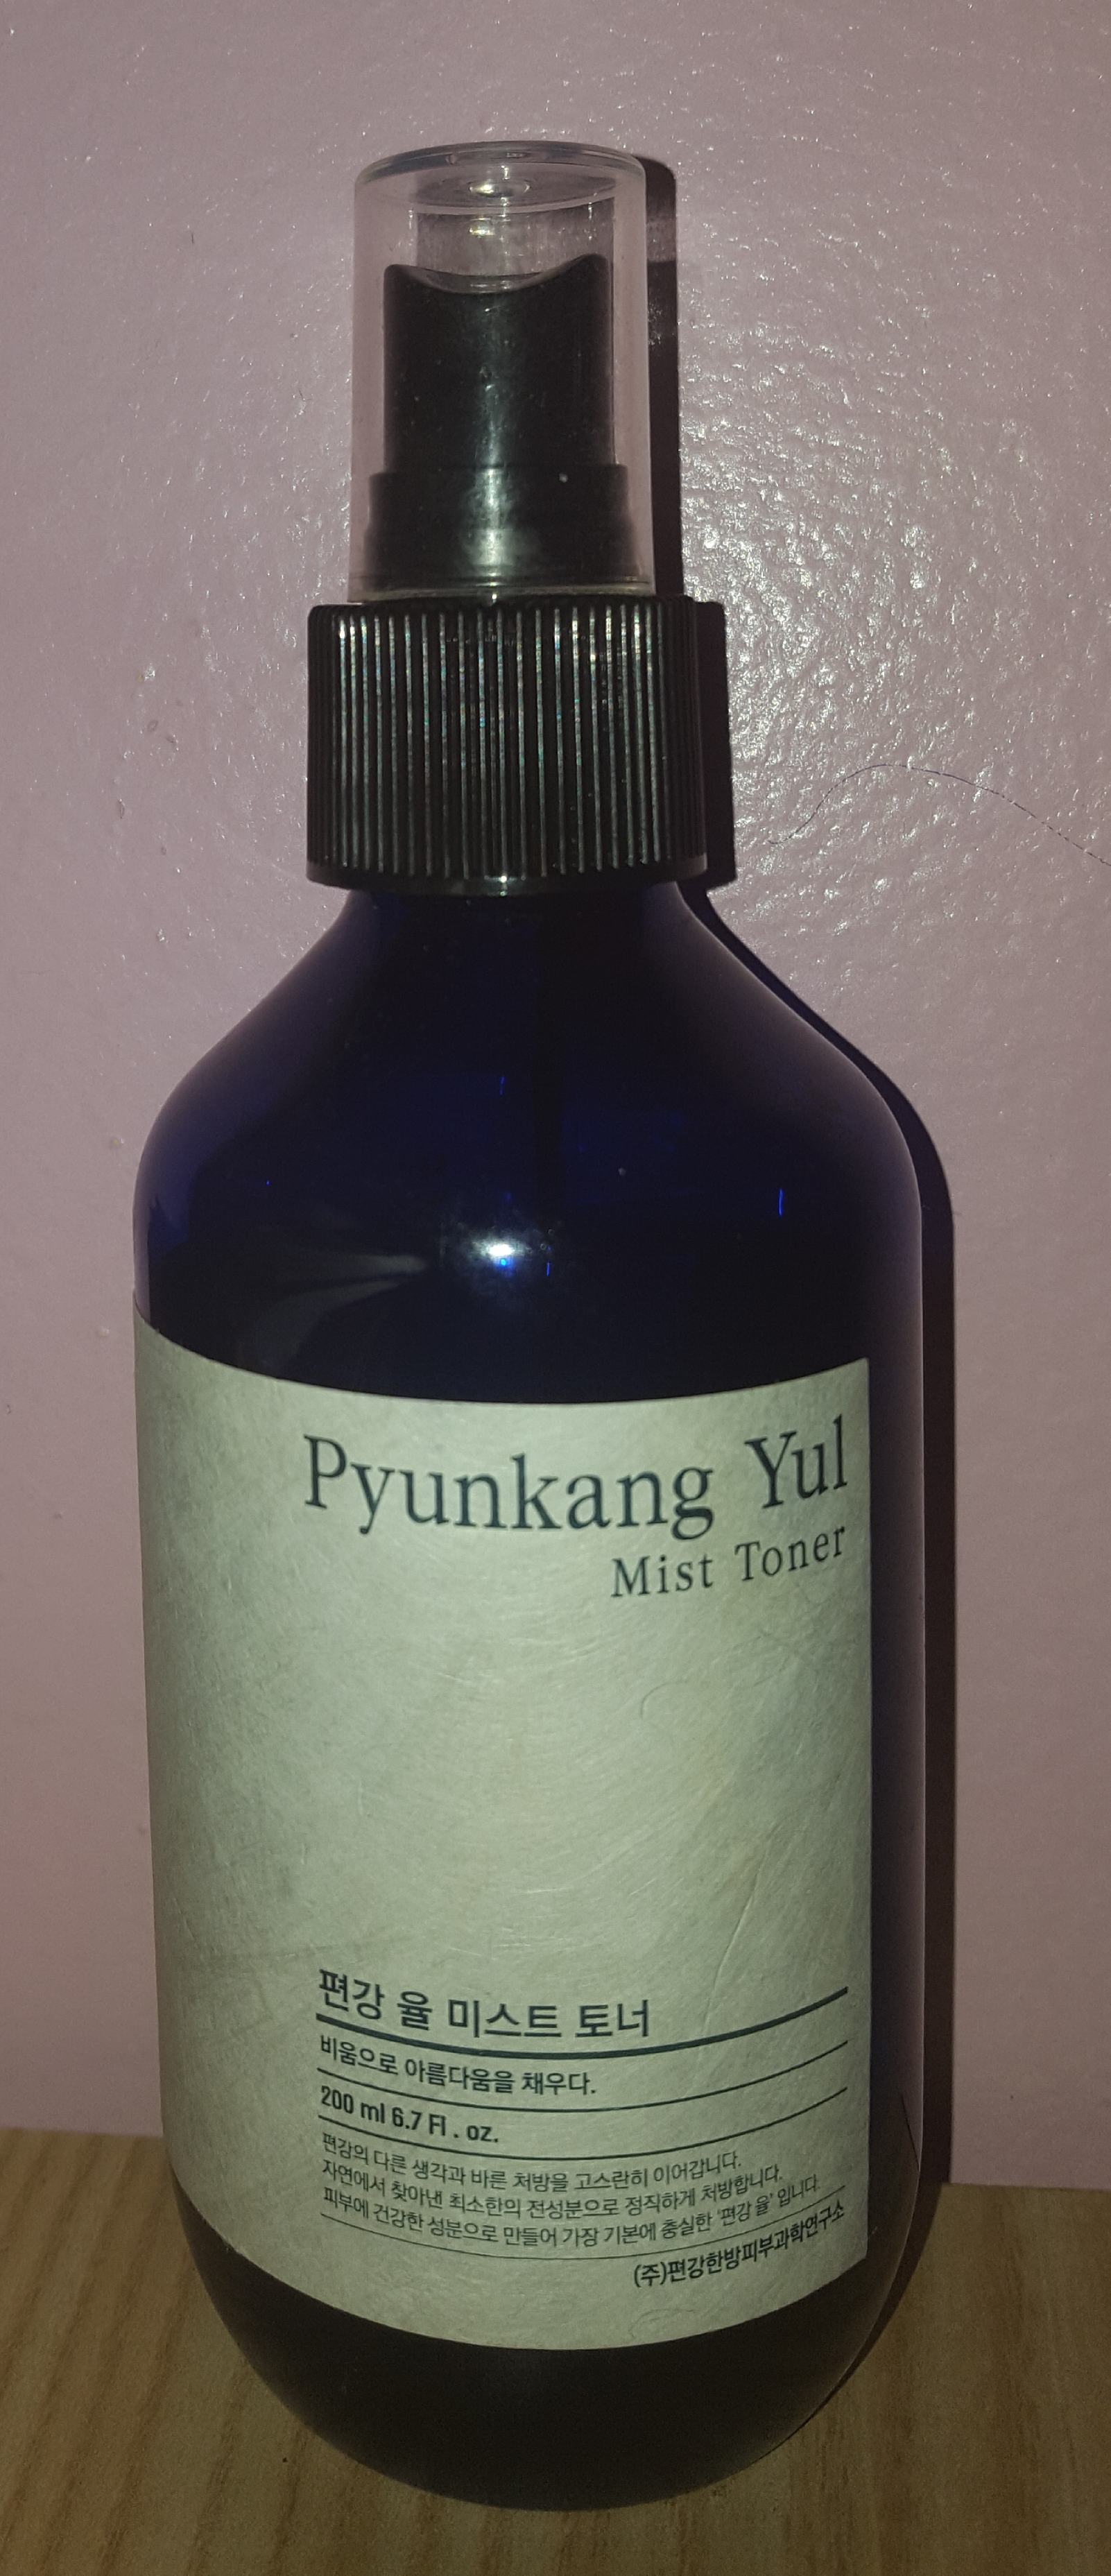 Pyunkang Yul
Mist Toner
편강 율 미스트 토너
비움으로 아름다움을 채우다.
200 ml 6.7 Fl . oz.
편강의 다른 생각과 바른 처방을 고스란히 이어갑니다.
자연에서 찾아낸 최소한의 전성분으로 정직하게 처방합니다.
피부에 건강한 성분으로 만들어 가장 기본에 충실한 '편강 율' 입니다.
(주)편강한방피부과학연구소